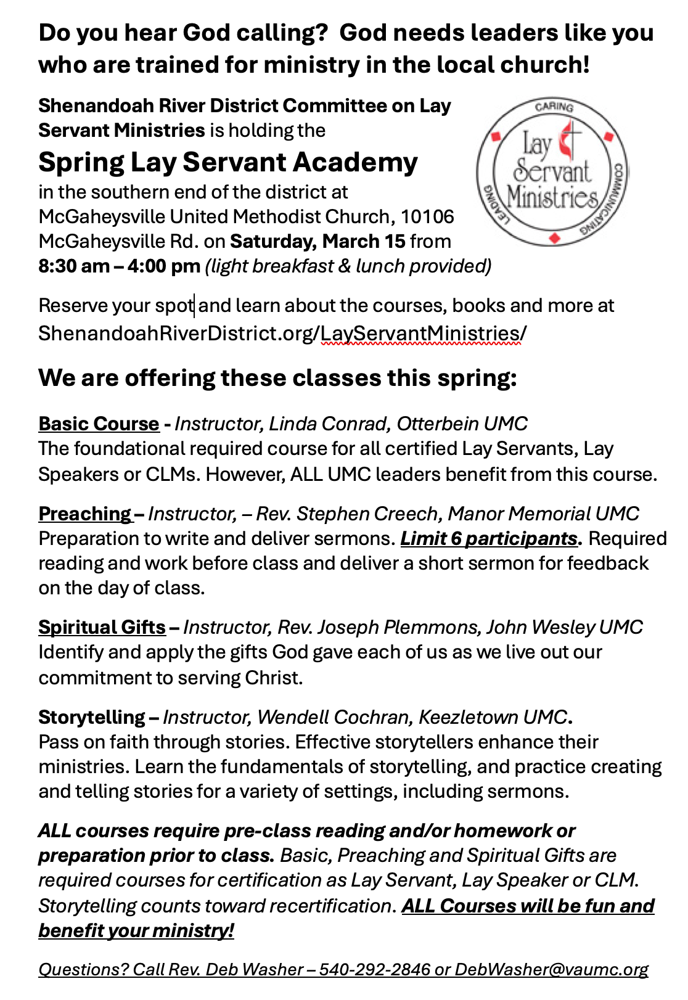 Do you hear God calling?  God needs leaders like you
who are trained for ministry in the local church!
Shenandoah River District Committee on Lay
Servant Ministries is holding the
Spring Lay Servant Academy
in the southern end of the district at
McGaheysville United Methodist Church, 10106
McGaheysville Rd. on Saturday, March 15 from
8:30 am – 4:00 pm (light breakfast & lunch provided)
CARING
COMMUNICATING
LEADING
Lay
Servant
Ministries
Reserve your spot and learn about the courses, books and more at
ShenandoahRiverDistrict.org/LayServantMinistries/
We are offering these classes this spring:
Basic Course - Instructor, Linda Conrad, Otterbein UMC
The foundational required course for all certified Lay Servants, Lay
Speakers or CLMs. However, ALL UMC leaders benefit from this course.
Preaching – Instructor, – Rev. Stephen Creech, Manor Memorial UMC
Preparation to write and deliver sermons. Limit 6 participants. Required
reading and work before class and deliver a short sermon for feedback
on the day of class.
Spiritual Gifts – Instructor, Rev. Joseph Plemmons, John Wesley UMC
Identify and apply the gifts God gave each of us as we live out our
commitment to serving Christ.
Storytelling – Instructor, Wendell Cochran, Keezletown UMC.
Pass on faith through stories. Effective storytellers enhance their
ministries. Learn the fundamentals of storytelling, and practice creating
and telling stories for a variety of settings, including sermons.
ALL courses require pre-class reading and/or homework or
preparation prior to class. Basic, Preaching and Spiritual Gifts are
required courses for certification as Lay Servant, Lay Speaker or CLM.
Storytelling counts toward recertification. ALL Courses will be fun and
benefit your ministry!
Questions? Call Rev. Deb Washer – 540-292-2846 or DebWasher@vaumc.org